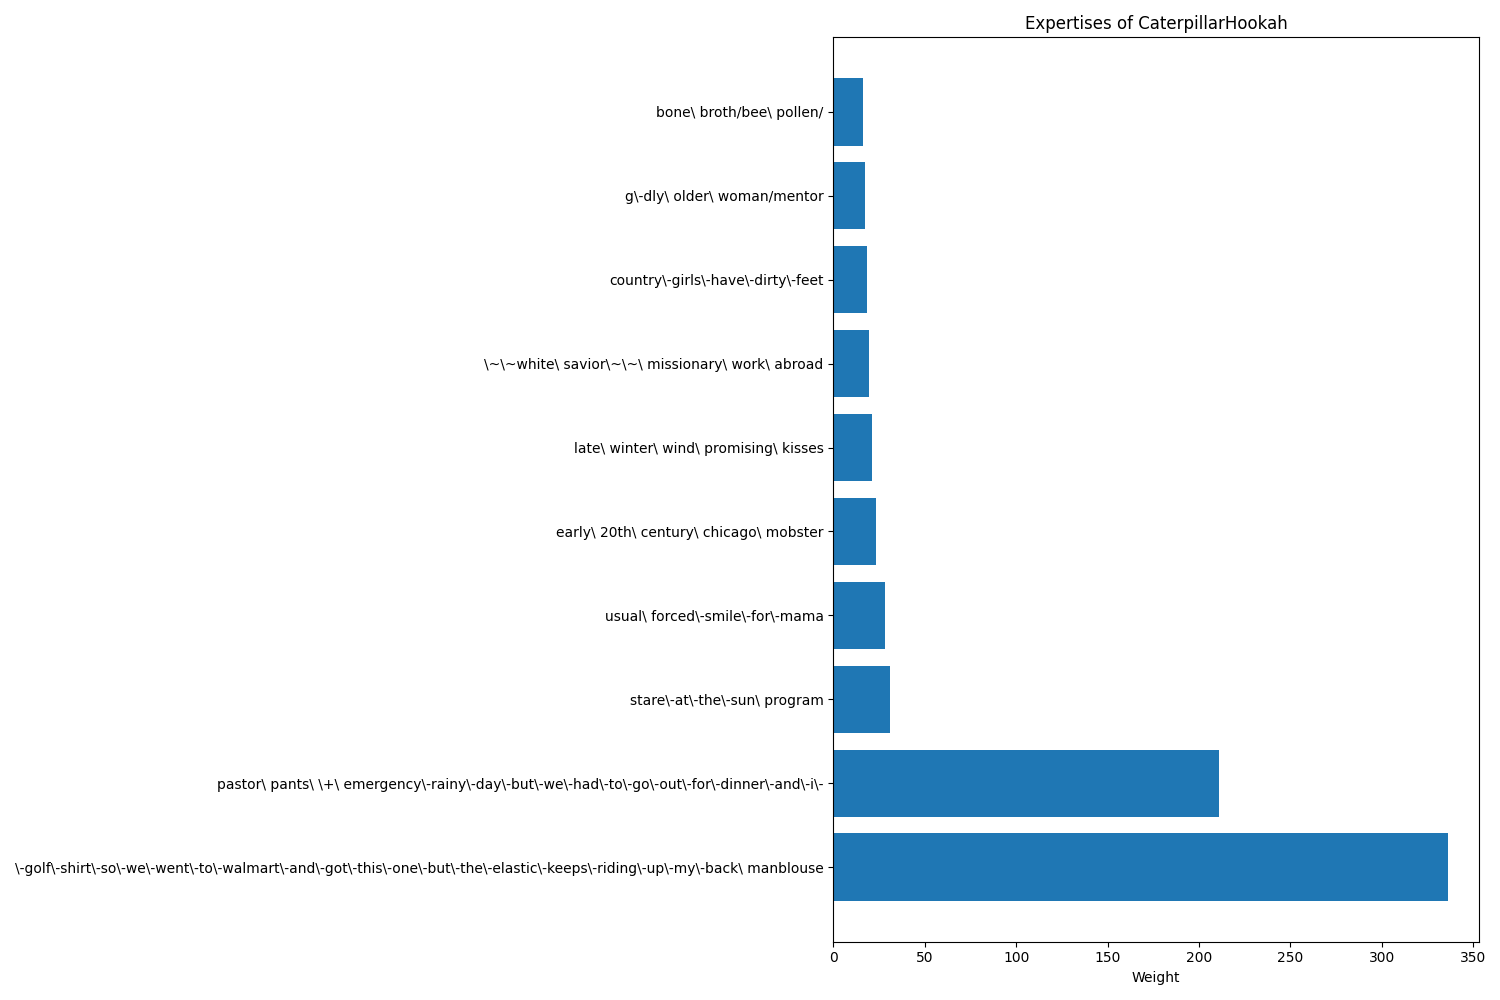 Expertises of CaterpillarHookah
bone\ broth/bee\ pollen/
g\-dly\ older\ woman/mentor
country\-girls\-have\-dirty\-feet
\~\~white\ savior\~\~\ missionary\ work\ abroad
late\ winter\ wind\ promising\ kisses
early\ 20th\ century\ chicago\ mobster
usual\ forced\-smile\-for\-mama
stare\-at\-the\-sun\ program
pastor\ pants\ \+\ emergency\-rainy\-day\-but\-we\-had\-to\-go\-out\-for\-dinner\-and\-i\-
\-golf\-shirt\-so\-we\-went\-to\-walmart\-and\-got\-this\-one\-but\-the\-elastic\-keeps\-riding\-up\-my\-back\ manblouse
0 50 100 150 200 250 300 350
Weight